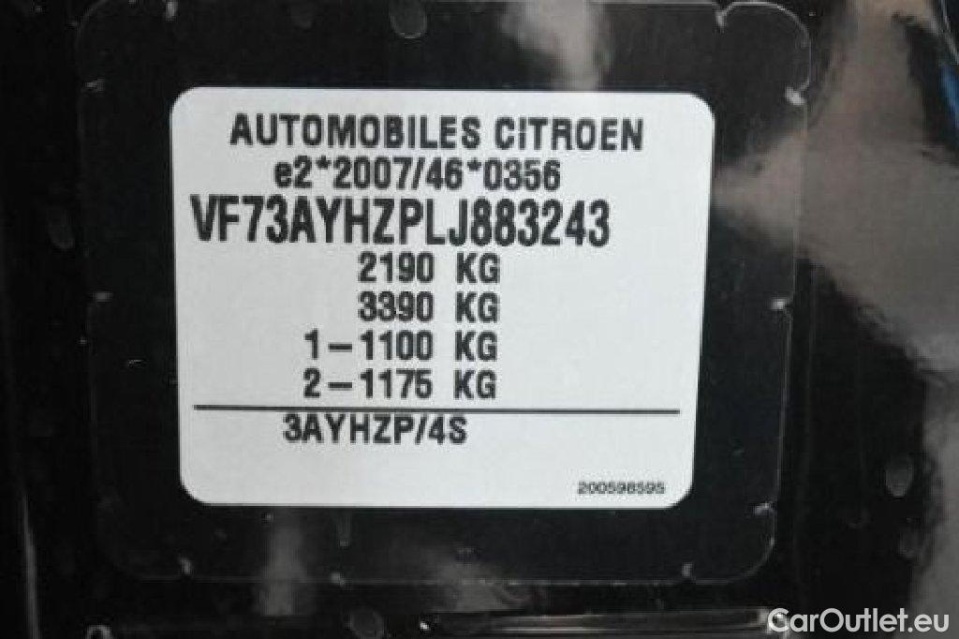 AUTOMOBILES CITROEN
e2*2007/46*0356
VF73AYHZPLJ883243
2190 KG
3390 KG
1-1100 KG
2-1175 KG
3AYHZP/4S
20059859S
CarOutlet.eu